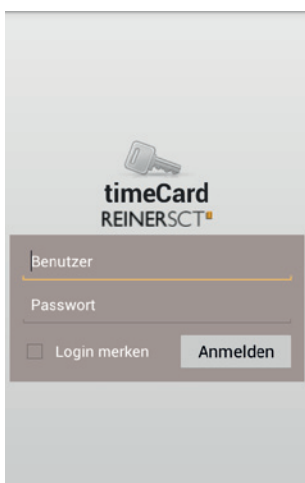 timeCard
REINERSCT
Benutzer
Passwort
Login merken
Anmelden